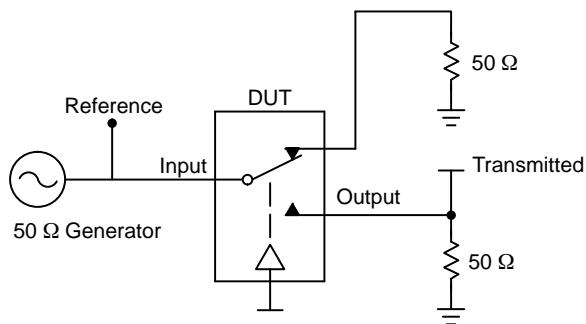 50 Ω
DUT
Reference
Input
Transmitted
Output
50 Ω Generator
50 Ω